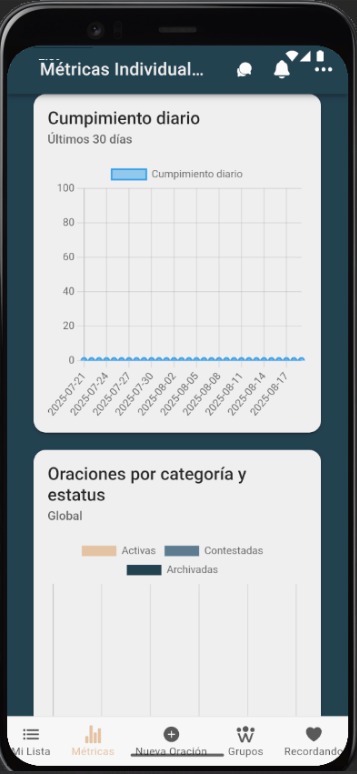 Métricas Individual...
Cumpimiento diario
Últimos 30 días
Cumpimiento diario
100
80
60
40
20
0
2025-07-21
2025-07-24
2025-07-27
2025-07-30
2025-08-02
2025-08-05
2025-08-08
2025-08-11
2025-08-14
2025-08-17
Oraciones por categoría y
estatus
Global
Activas Contestadas
Archivadas
Mi Lista Métricas Nueva Oración Grupos Recordando